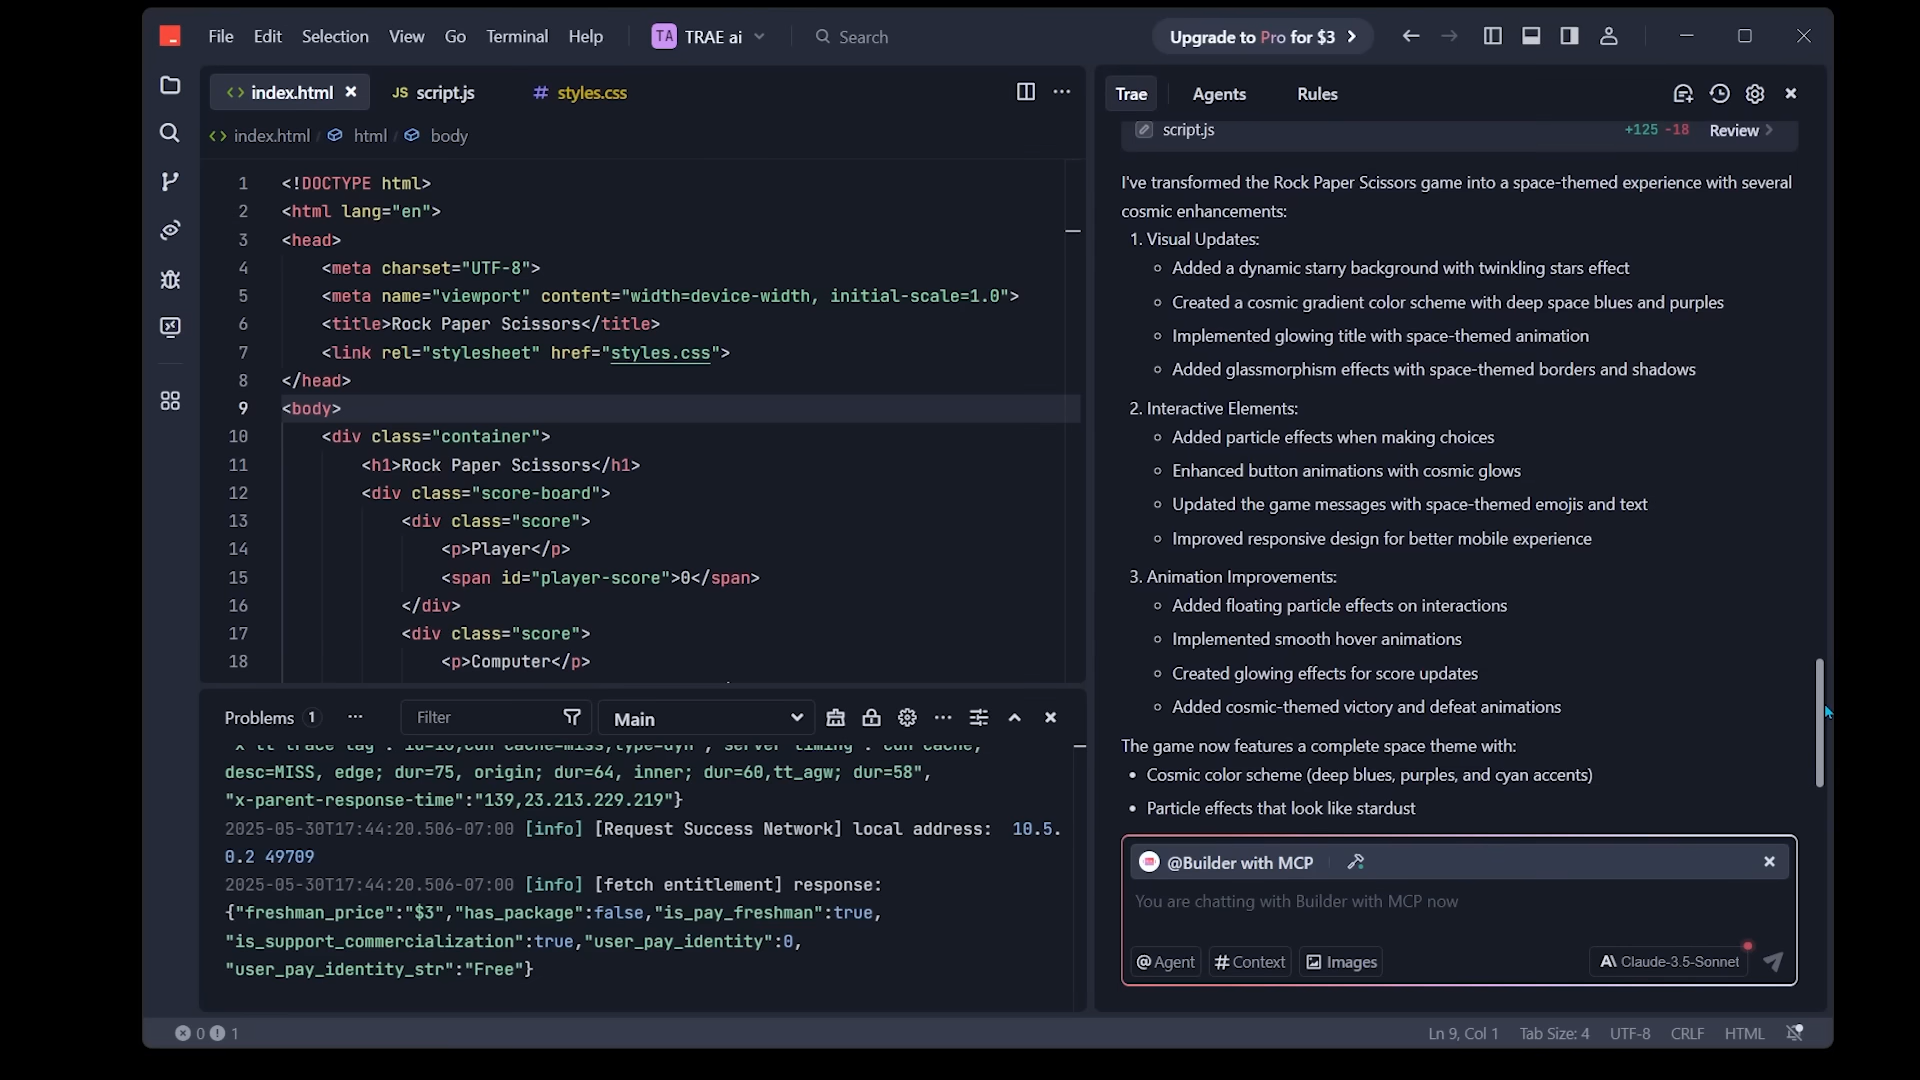 File Edit Selection View Go Terminal Help TA TRAE ai Search Upgrade to Pro for $3
index.html JS script.js # styles.css
index.html html body
1 <!DOCTYPE html>
2 <html lang="en">
3 <head>
4 <meta charset="UTF-8">
5 <meta name="viewport" content="width=device-width, initial-scale=1.0">
6 <title>Rock Paper Scissors</title>
7 <link rel="stylesheet" href="styles.css">
8 </head>
9 <body>
10 <div class="container">
11 <h1>Rock Paper Scissors</h1>
12 <div class="score-board">
13 <div class="score">
14 <p>Player</p>
15 <span id="player-score">0</span>
16 </div>
17 <div class="score">
18 <p>Computer</p>
Problems 1 ··· Filter Main
desc=MISS, edge; dur=75, origin; dur=64, inner; dur=60,tt_agw; dur=58",
"x-parent-response-time":"139,23.213.229.219"}
2025-05-30T17:44:20.506-07:00 [info] [Request Success Network] local address: 10.5.
0.2 49709
2025-05-30T17:44:20.506-07:00 [info] [fetch entitlement] response:
{"freshman_price":"$3","has_package":false,"is_pay_freshman":true,
"is_support_commercialization":true,"user_pay_identity":0,
"user_pay_identity_str":"Free"}
Trae Agents Rules
script.js +125 -18 Review
I've transformed the Rock Paper Scissors game into a space-themed experience with several
cosmic enhancements:
1. Visual Updates:
Added a dynamic starry background with twinkling stars effect
Created a cosmic gradient color scheme with deep space blues and purples
Implemented glowing title with space-themed animation
Added glassmorphism effects with space-themed borders and shadows
2. Interactive Elements:
Added particle effects when making choices
Enhanced button animations with cosmic glows
Updated the game messages with space-themed emojis and text
Improved responsive design for better mobile experience
3. Animation Improvements:
Added floating particle effects on interactions
Implemented smooth hover animations
Created glowing effects for score updates
Added cosmic-themed victory and defeat animations
The game now features a complete space theme with:
• Cosmic color scheme (deep blues, purples, and cyan accents)
• Particle effects that look like stardust
@Builder with MCP
You are chatting with Builder with MCP now
@ Agent # Context Images Claude-3.5-Sonnet
0 1 Ln 9, Col 1 Tab Size: 4 UTF-8 CRLF HTML